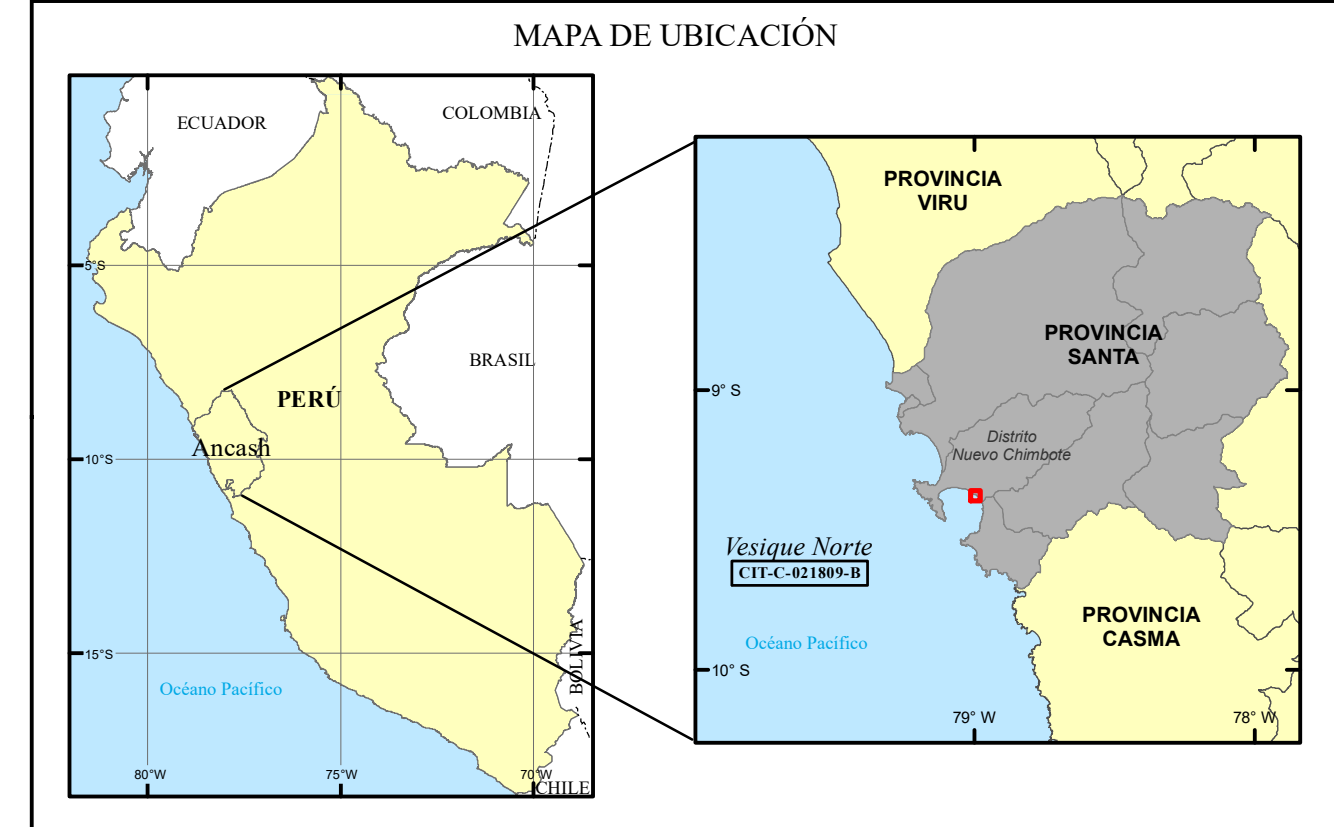 MAPA DE UBICACIÓN
ECUADOR
COLOMBIA
5°S
BRASIL
PERÚ
Ancash
10°S
15°S
BOLIVIA
Océano Pacífico
80°W
75°W
70°W
CHILE
PROVINCIA
VIRU
PROVINCIA
SANTA
9° S
Distrito
Nuevo Chimbote
Vesique Norte
CIT-C-021809-B
PROVINCIA
CASMA
Océano Pacífico
10° S
79° W
78° W